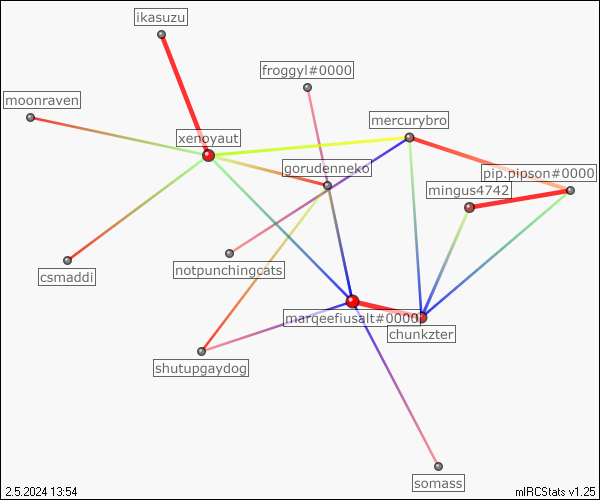 ikasuzu
froggyl#0000
moonraven
mercurybro
xenoyaut
gorudenneko
pip.pipson#0000
mingus4742
csmaddi
notpunchingcats
marqeefiusalt#0000
chunkzter
shutupgaydog
somass
2.5.2024 13:54
mIRCStats v1.25